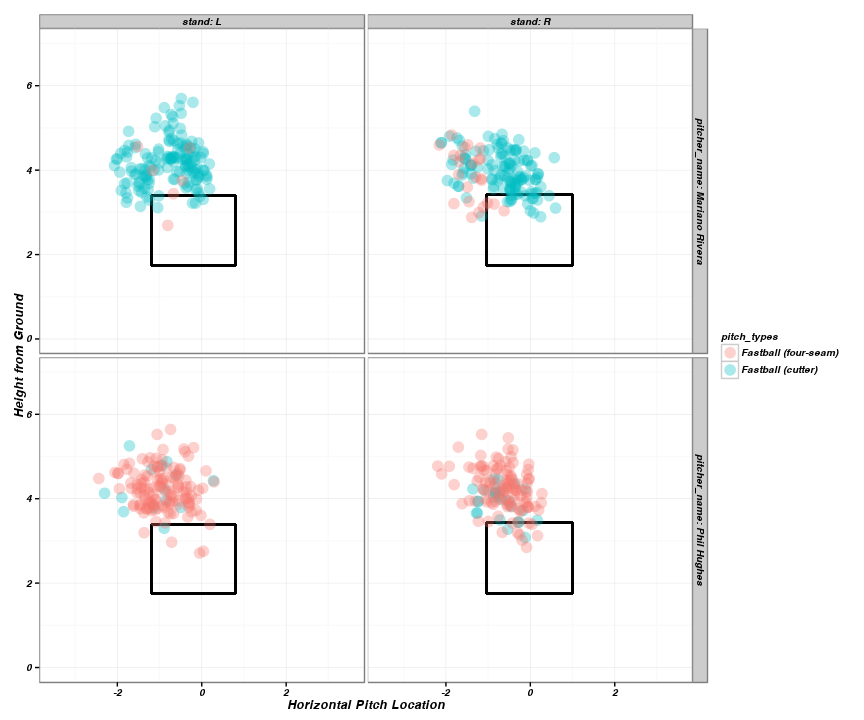 stand: L
stand: R
6
4
2
0
pitcher_name: Mariano Rivera
6
4
2
0
pitcher_name: Phil Hughes
Height from Ground
-2
0
2
-2
0
2
Horizontal Pitch Location
pitch_types
Fastball (four-seam)
Fastball (cutter)